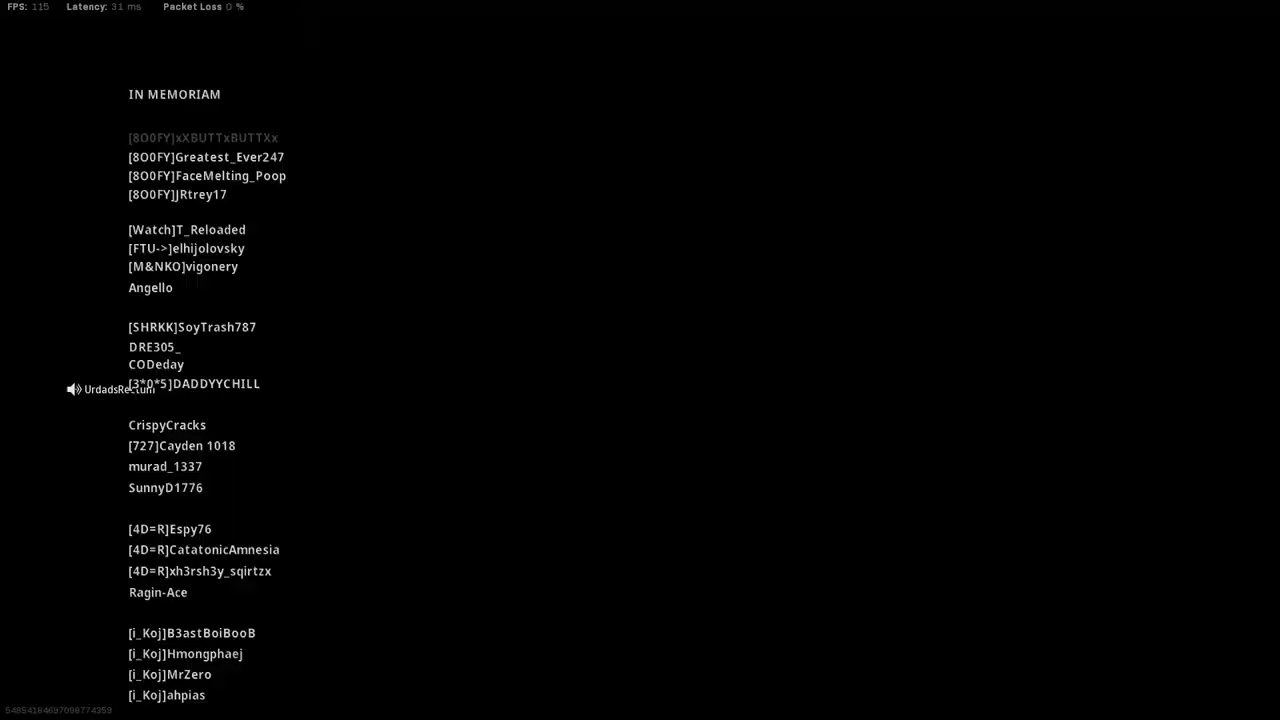 FPS: 115 Latency: 31 ms Packet Loss 0 %
IN MEMORIAM
[8O0FY]xXBUTTxBUTTXx
[8O0FY]Greatest_Ever247
[8O0FY]FaceMelting_Poop
[8O0FY]JRtrey17
[Watch]T_Reloaded
[FTU->]elhijolovsky
[M&NKO]vigonery
Angello
[SHRKK]SoyTrash787
DRE305_
CODeday
[3*0*5]DADDYYCHILL
UrdadsRectum
CrispyCracks
[727]Cayden 1018
murad_1337
SunnyD1776
[4D=R]Espy76
[4D=R]CatatonicAmnesia
[4D=R]xh3rsh3y_sqirtzx
Ragin-Ace
[i_Koj]B3astBoiBooB
[i_Koj]Hmongphaej
[i_Koj]MrZero
[i_Koj]ahpias
54854184697098774359